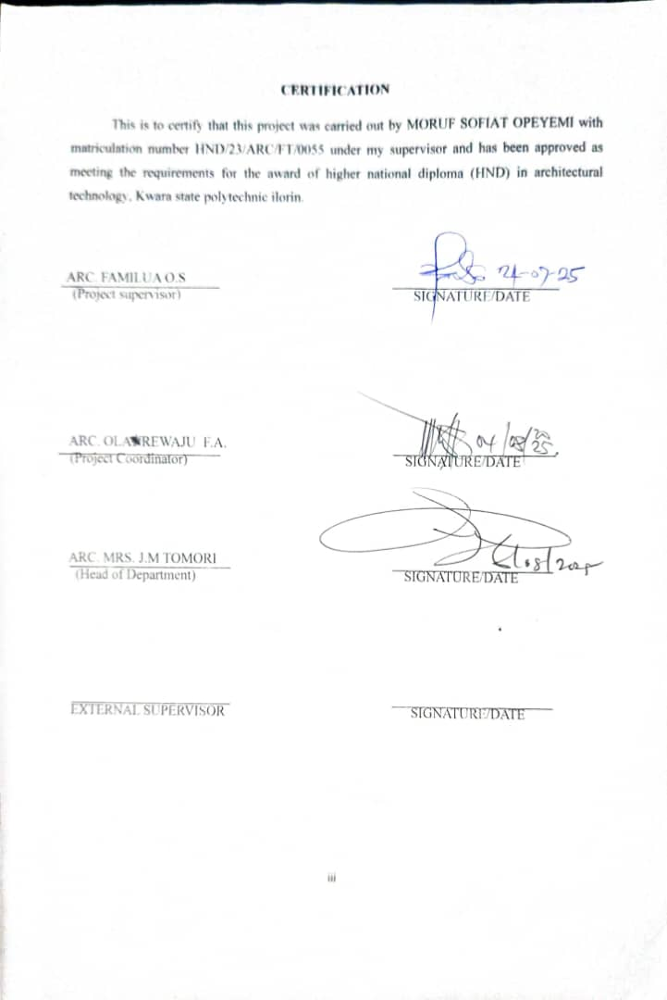 CERTIFICATION
This is to certify that this project was carried out by MORUF SOFIAT OPEYEMI with
matriculation number HND/23/ARC/FT/0055 under my supervisor and has been approved as
meeting the requirements for the award of higher national diploma (HND) in architectural
technology, Kwara state polytechnic ilorin.
24-07-25
ARC. FAMILUA O.S
(Project supervisor)
SIGNATURE/DATE
ARC. OLANREWAJU F.A.
04/08/2025
(Project Coordinator)
SIGNATURE/DATE
ARC. MRS. J.M TOMORI
08/2025
(Head of Department)
SIGNATURE/DATE
EXTERNAL SUPERVISOR
SIGNATURE/DATE
iii